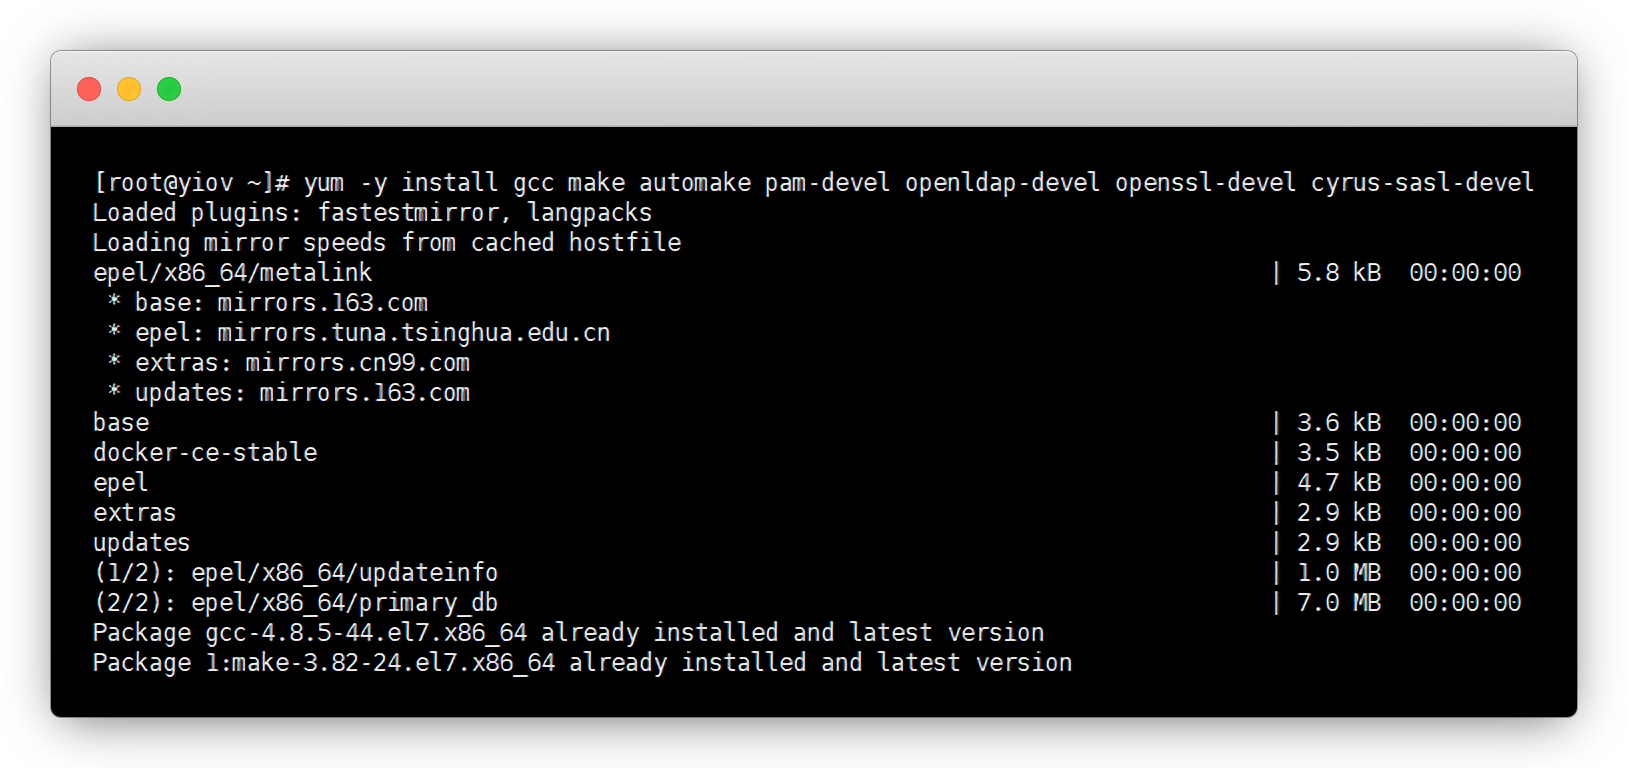 [root@yiov ~]# yum -y install gcc make automake pam-devel openldap-devel openssl-devel cyrus-sasl-devel
Loaded plugins: fastestmirror, langpacks
Loading mirror speeds from cached hostfile
epel/x86_64/metalink | 5.8 kB 00:00:00
* base: mirrors.163.com
* epel: mirrors.tuna.tsinghua.edu.cn
* extras: mirrors.cn99.com
* updates: mirrors.163.com
base | 3.6 kB 00:00:00
docker-ce-stable | 3.5 kB 00:00:00
epel | 4.7 kB 00:00:00
extras | 2.9 kB 00:00:00
updates | 2.9 kB 00:00:00
(1/2): epel/x86_64/updateinfo | 1.0 MB 00:00:00
(2/2): epel/x86_64/primary_db | 7.0 MB 00:00:00
Package gcc-4.8.5-44.el7.x86_64 already installed and latest version
Package 1:make-3.82-24.el7.x86_64 already installed and latest version